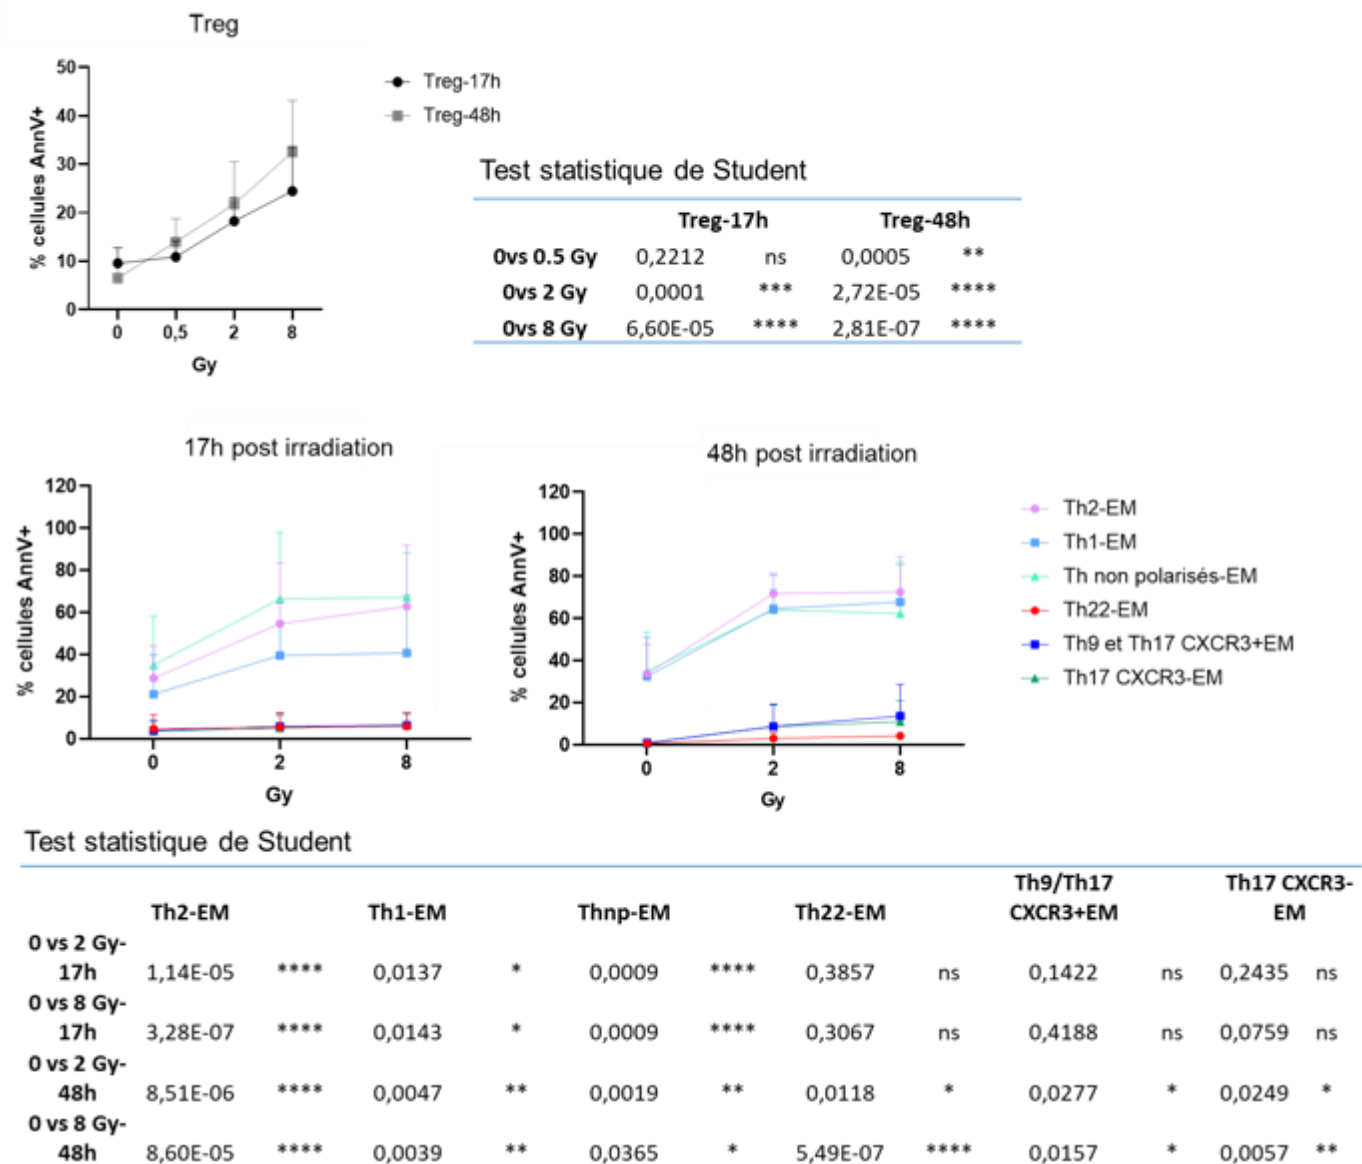 Treg
50
40
30
20
10
0
% cellules AnnV+
0 0,5 2 8
Gy
Treg-17h
Treg-48h
Test statistique de Student
Treg-17h Treg-48h
0vs 0.5 Gy 0,2212 ns 0,0005 **
0vs 2 Gy 0,0001 *** 2,72E-05 ****
0vs 8 Gy 6,60E-05 **** 2,81E-07 ****
17h post irradiation
120
100
80
60
40
20
0
% cellules AnnV+
0 2 8
Gy
48h post irradiation
120
100
80
60
40
20
0
% cellules AnnV+
0 2 8
Gy
Th2-EM
Th1-EM
Th non polarisés-EM
Th22-EM
Th9 et Th17 CXCR3+EM
Th17 CXCR3-EM
Test statistique de Student
Th9/Th17 Th17 CXCR3-
Th2-EM Th1-EM Thnp-EM Th22-EM CXCR3+EM EM
0 vs 2 Gy-
17h 1,14E-05 **** 0,0137 * 0,0009 **** 0,3857 ns 0,1422 ns 0,2435 ns
0 vs 8 Gy-
17h 3,28E-07 **** 0,0143 * 0,0009 **** 0,3067 ns 0,4188 ns 0,0759 ns
0 vs 2 Gy-
48h 8,51E-06 **** 0,0047 ** 0,0019 ** 0,0118 * 0,0277 * 0,0249 *
0 vs 8 Gy-
48h 8,60E-05 **** 0,0039 ** 0,0365 * 5,49E-07 **** 0,0157 * 0,0057 **